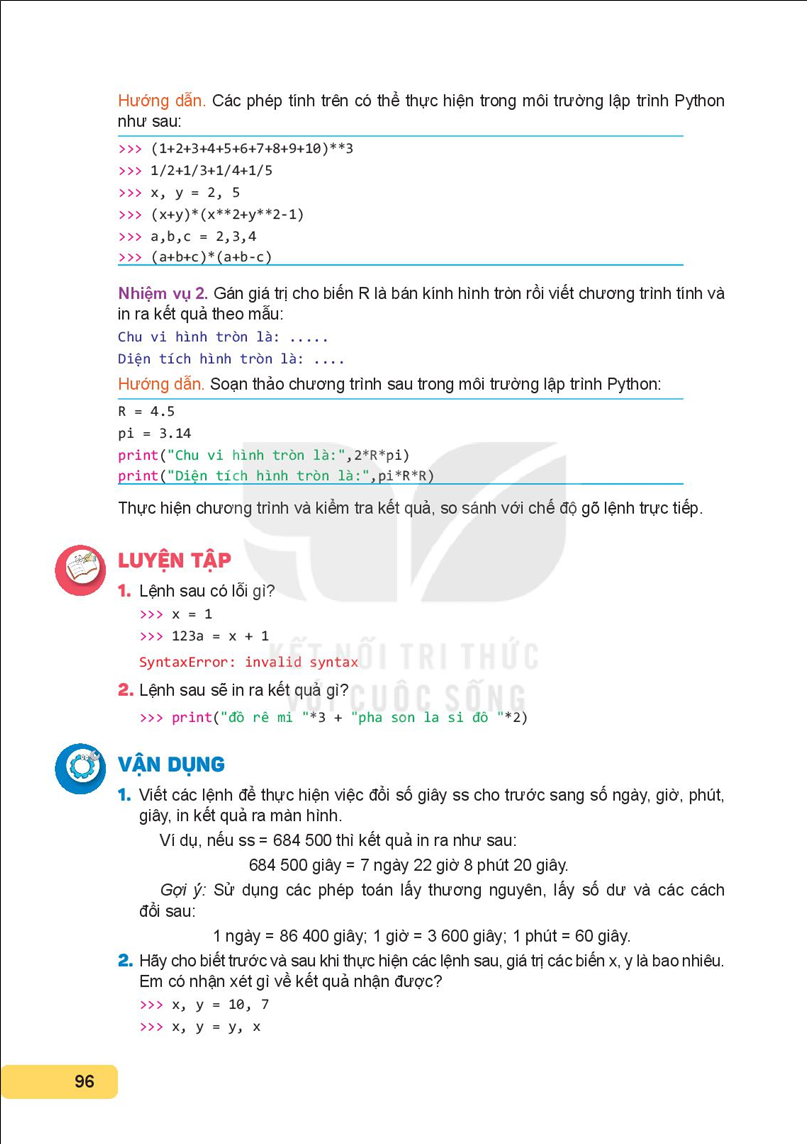 Hướng dẫn. Các phép tính trên có thể thực hiện trong môi trường lập trình Python
như sau:
>>> (1+2+3+4+5+6+7+8+9+10)**3
>>> 1/2+1/3+1/4+1/5
>>> x, y = 2, 5
>>> (x+y)*(x**2+y**2-1)
>>> a,b,c = 2,3,4
>>> (a+b+c)*(a+b-c)
Nhiệm vụ 2. Gán giá trị cho biến R là bán kính hình tròn rồi viết chương trình tính và
in ra kết quả theo mẫu:
Chu vi hình tròn là: .....
Diện tích hình tròn là: ....
Hướng dẫn. Soạn thảo chương trình sau trong môi trường lập trình Python:
R = 4.5
pi = 3.14
print("Chu vi hình tròn là:",2*R*pi)
print("Diện tích hình tròn là:",pi*R*R)
Thực hiện chương trình và kiểm tra kết quả, so sánh với chế độ gõ lệnh trực tiếp.
LUYỆN TẬP
1. Lệnh sau có lỗi gì?
>>> x = 1
>>> 123a = x + 1
KẾT NỐI TRI THỨC
SyntaxError: invalid syntax
2. Lệnh sau sẽ in ra kết quả gì?
VỚI CUỘC SỐNG
>>> print("đồ rê mi "*3 + "pha son la si đô "*2)
VẬN DỤNG
1. Viết các lệnh để thực hiện việc đổi số giây ss cho trước sang số ngày, giờ, phút,
giây, in kết quả ra màn hình.
Ví dụ, nếu ss = 684 500 thì kết quả in ra như sau:
684 500 giây = 7 ngày 22 giờ 8 phút 20 giây.
Gợi ý: Sử dụng các phép toán lấy thương nguyên, lấy số dư và các cách
đổi sau:
1 ngày = 86 400 giây; 1 giờ = 3 600 giây; 1 phút = 60 giây.
2. Hãy cho biết trước và sau khi thực hiện các lệnh sau, giá trị các biến x, y là bao nhiêu.
Em có nhận xét gì về kết quả nhận được?
>>> x, y = 10, 7
>>> x, y = y, x
96